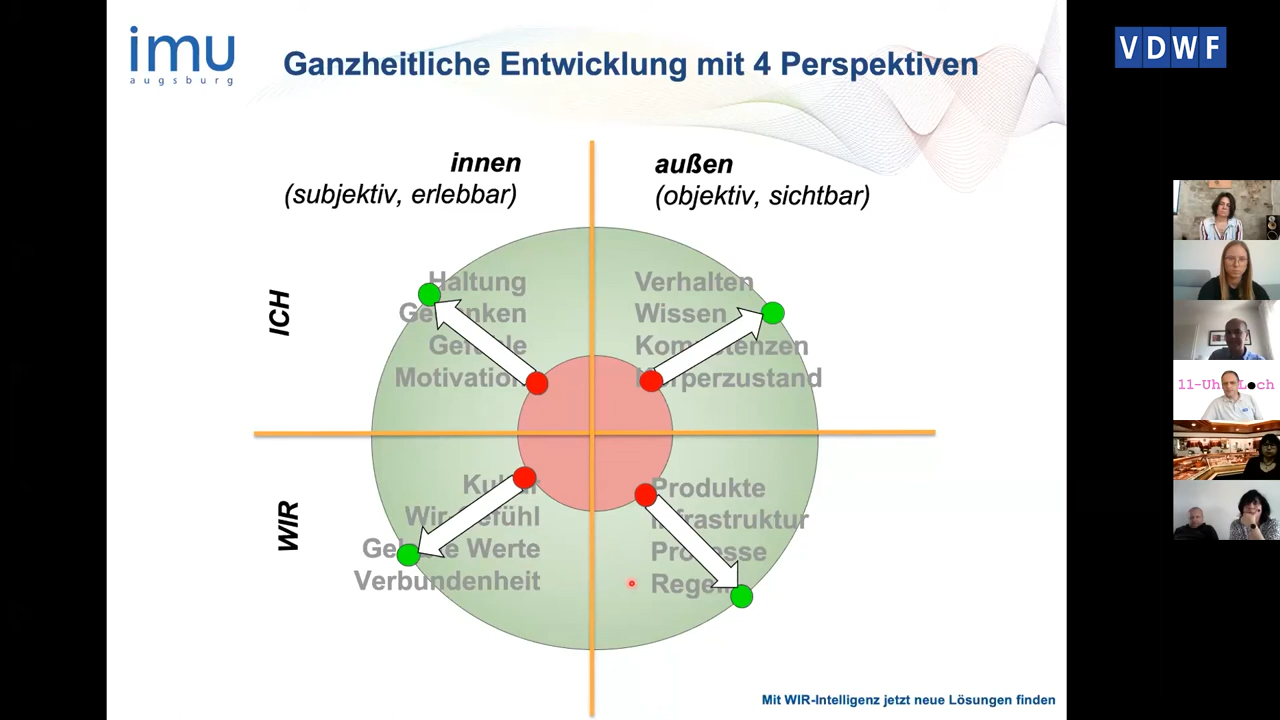 imu
augsburg
Ganzheitliche Entwicklung mit 4 Perspektiven
VDWF
innen
(subjektiv, erlebbar)
außen
(objektiv, sichtbar)
ICH
Haltung
Gedanken
Gefühle
Motivation
Verhalten
Wissen
Kompetenzen
Körperzustand
WIR
Kultur
Wir-Gefühl
Gelebte Werte
Verbundenheit
Produkte
Infrastruktur
Prozesse
Regeln
11-Uh L ch
Mit WIR-Intelligenz jetzt neue Lösungen finden